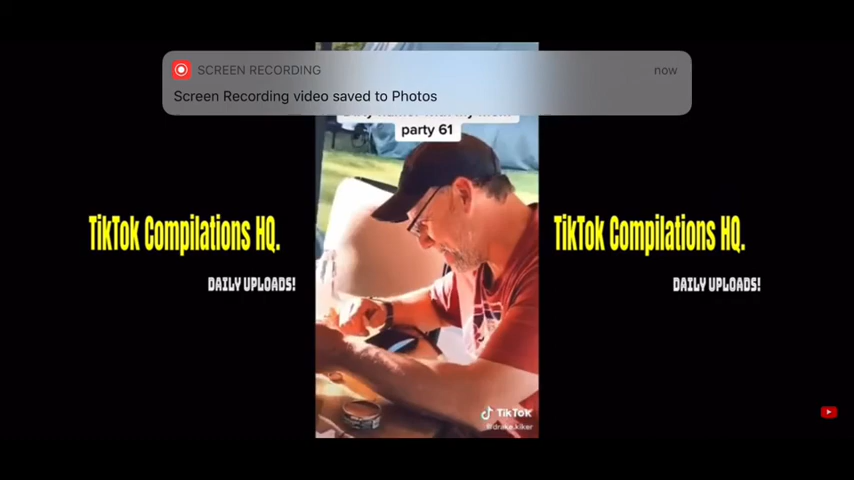 SCREEN RECORDING
now
Screen Recording video saved to Photos
party 61
TikTok Compilations HQ.
TikTok Compilations HQ.
DAILY UPLOADS!
DAILY UPLOADS!
TikTok
@drake.kiker